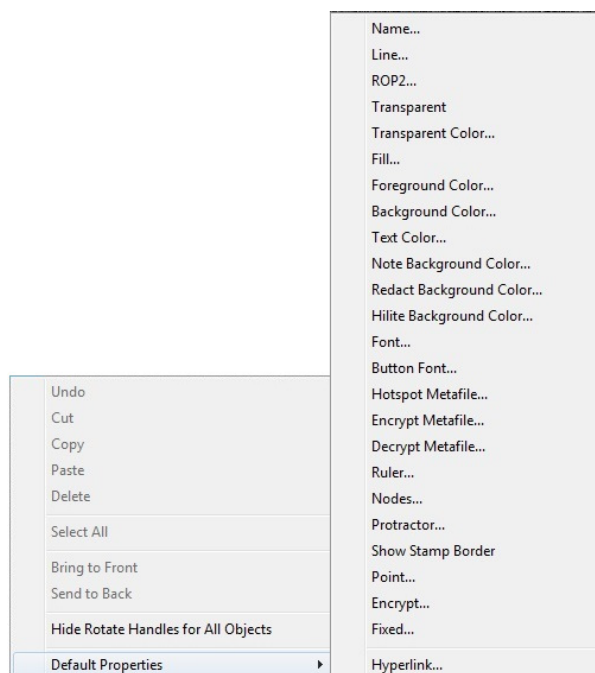 Name...
Line...
ROP2...
Transparent
Transparent Color...
Fill...
Foreground Color...
Background Color...
Text Color...
Note Background Color...
Redact Background Color...
Hilite Background Color...
Font...
Button Font...
Hotspot Metafile...
Encrypt Metafile...
Decrypt Metafile...
Ruler...
Nodes...
Protractor...
Show Stamp Border
Point...
Encrypt...
Fixed...
Hyperlink...
Undo
Cut
Copy
Paste
Delete
Select All
Bring to Front
Send to Back
Hide Rotate Handles for All Objects
Default Properties